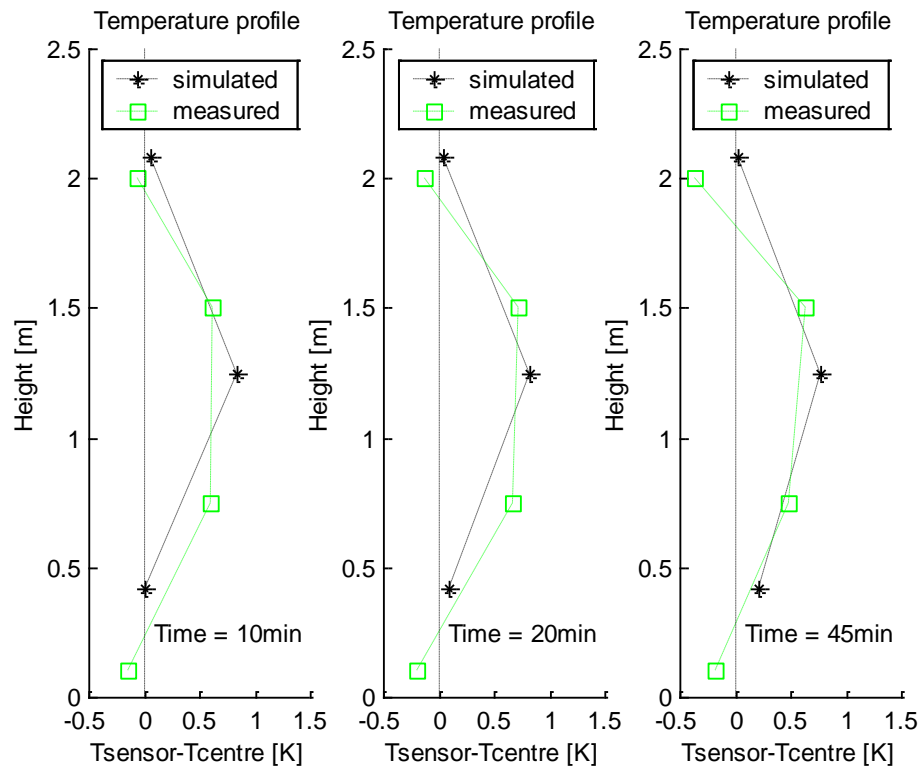 Temperature profile
2.5
2
1.5
1
0.5
0
-0.5 0 0.5 1 1.5
Height [m]
Tsensor-Tcentre [K]
simulated
measured
Time = 10min
Temperature profile
2.5
2
1.5
1
0.5
0
-0.5 0 0.5 1 1.5
Height [m]
Tsensor-Tcentre [K]
simulated
measured
Time = 20min
Temperature profile
2.5
2
1.5
1
0.5
0
-0.5 0 0.5 1 1.5
Height [m]
Tsensor-Tcentre [K]
simulated
measured
Time = 45min